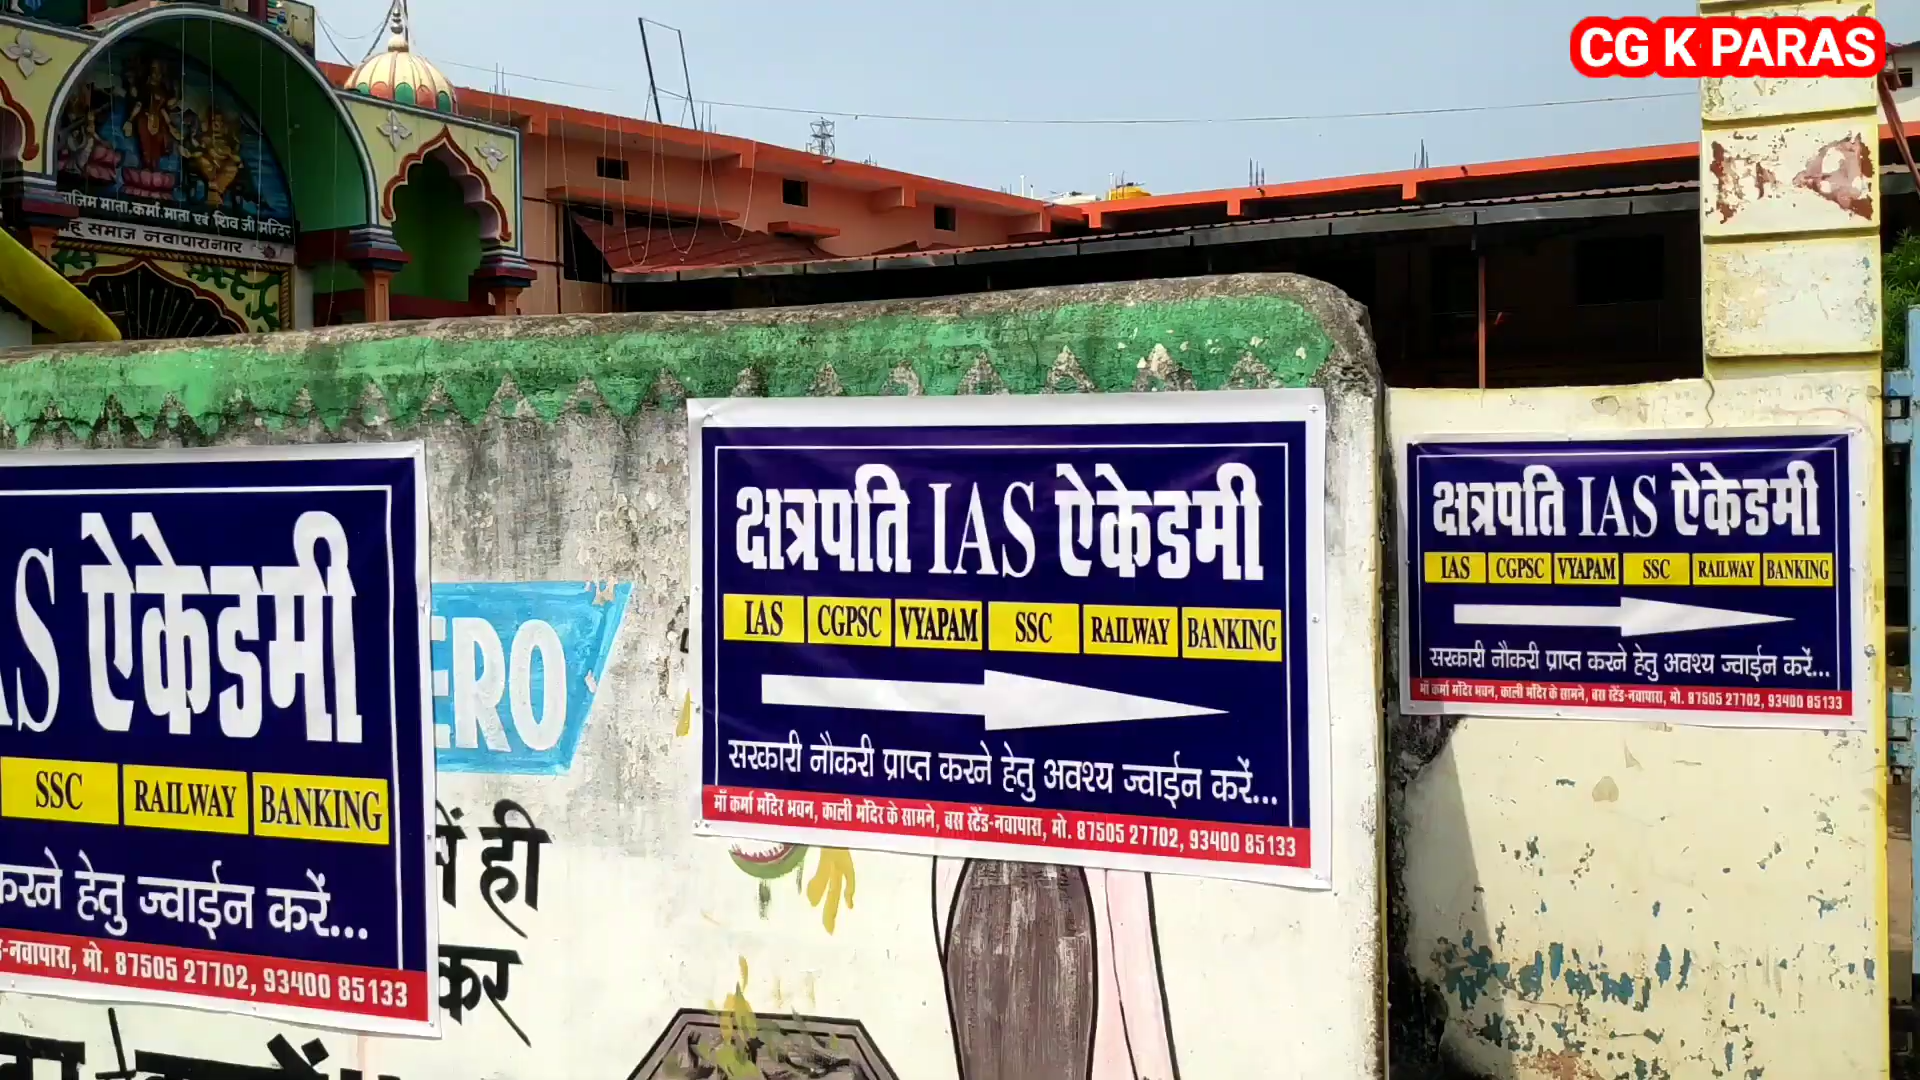 CG K PARAS
माता,कर्मा माता एवं शिव जी मन्दिर
समाज नवापारानगर
ऐकेडमी
SSC RAILWAY BANKING
करने हेतु ज्वाईन करें...
नवापारा, मो. 87505 27702, 93400 85133
ERO
ही
कर
क्षत्रपति IAS ऐकेडमी
IAS CGPSC VYAPAM SSC RAILWAY BANKING
सरकारी नौकरी प्राप्त करने हेतु अवश्य ज्वाईन करें...
माँ कर्मा मंदिर भवन, काली मंदिर के सामने, बस स्टैंड-नवापारा, मो. 87505 27702, 93400 85133
क्षत्रपति IAS ऐकेडमी
IAS CGPSC VYAPAM SSC RAILWAY BANKING
सरकारी नौकरी प्राप्त करने हेतु अवश्य ज्वाईन करें...
माँ कर्मा मंदिर भवन, काली मंदिर के सामने, बस स्टैंड-नवापारा, मो. 87505 27702, 93400 85133